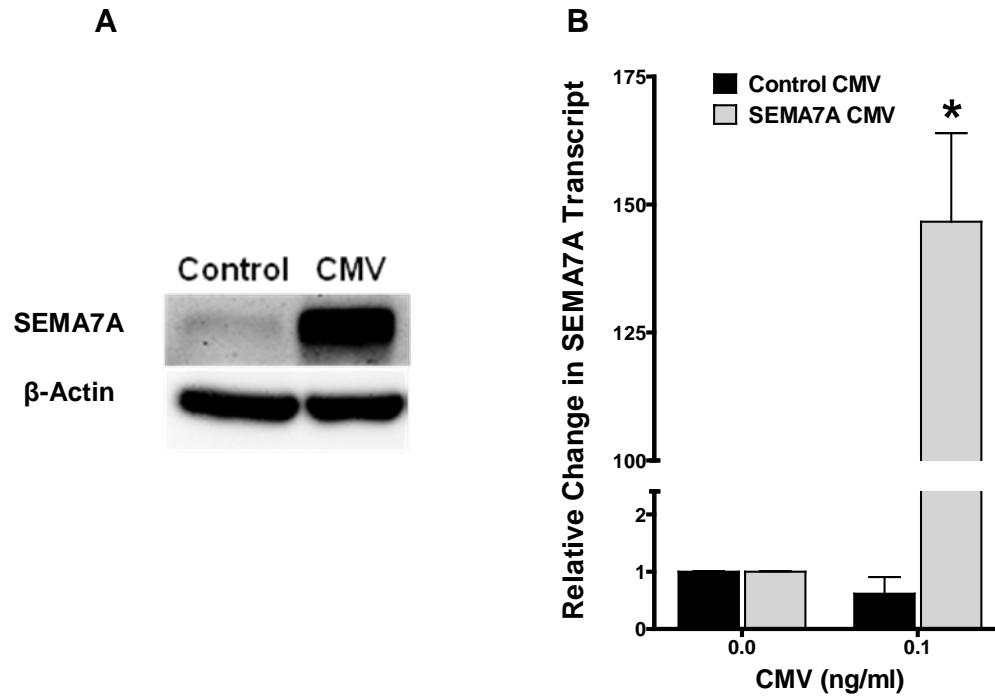 A
Control CMV
SEMA7A
β-Actin
B
Relative Change in SEMA7A Transcript
175
150
125
100
2
1
0
Control CMV
SEMA7A CMV
*
0.0 0.1
CMV (ng/ml)